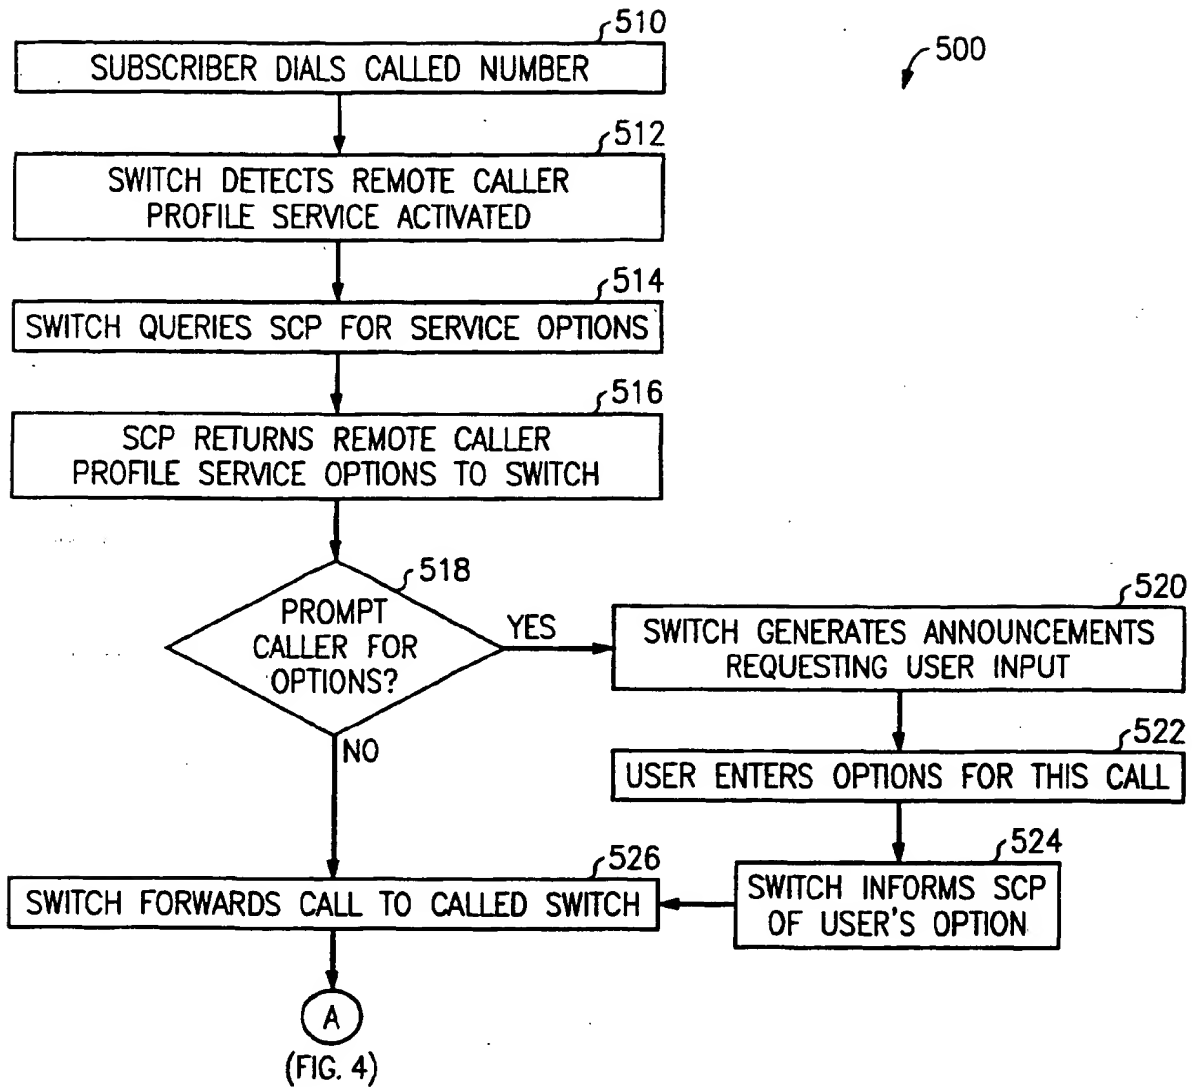 510
500
SUBSCRIBER DIALS CALLED NUMBER
512
SWITCH DETECTS REMOTE CALLER
PROFILE SERVICE ACTIVATED
514
SWITCH QUERIES SCP FOR SERVICE OPTIONS
516
SCP RETURNS REMOTE CALLER
PROFILE SERVICE OPTIONS TO SWITCH
518
PROMPT
CALLER FOR
OPTIONS?
YES
NO
520
SWITCH GENERATES ANNOUNCEMENTS
REQUESTING USER INPUT
522
USER ENTERS OPTIONS FOR THIS CALL
524
SWITCH INFORMS SCP
OF USER'S OPTION
526
SWITCH FORWARDS CALL TO CALLED SWITCH
A
(FIG. 4)